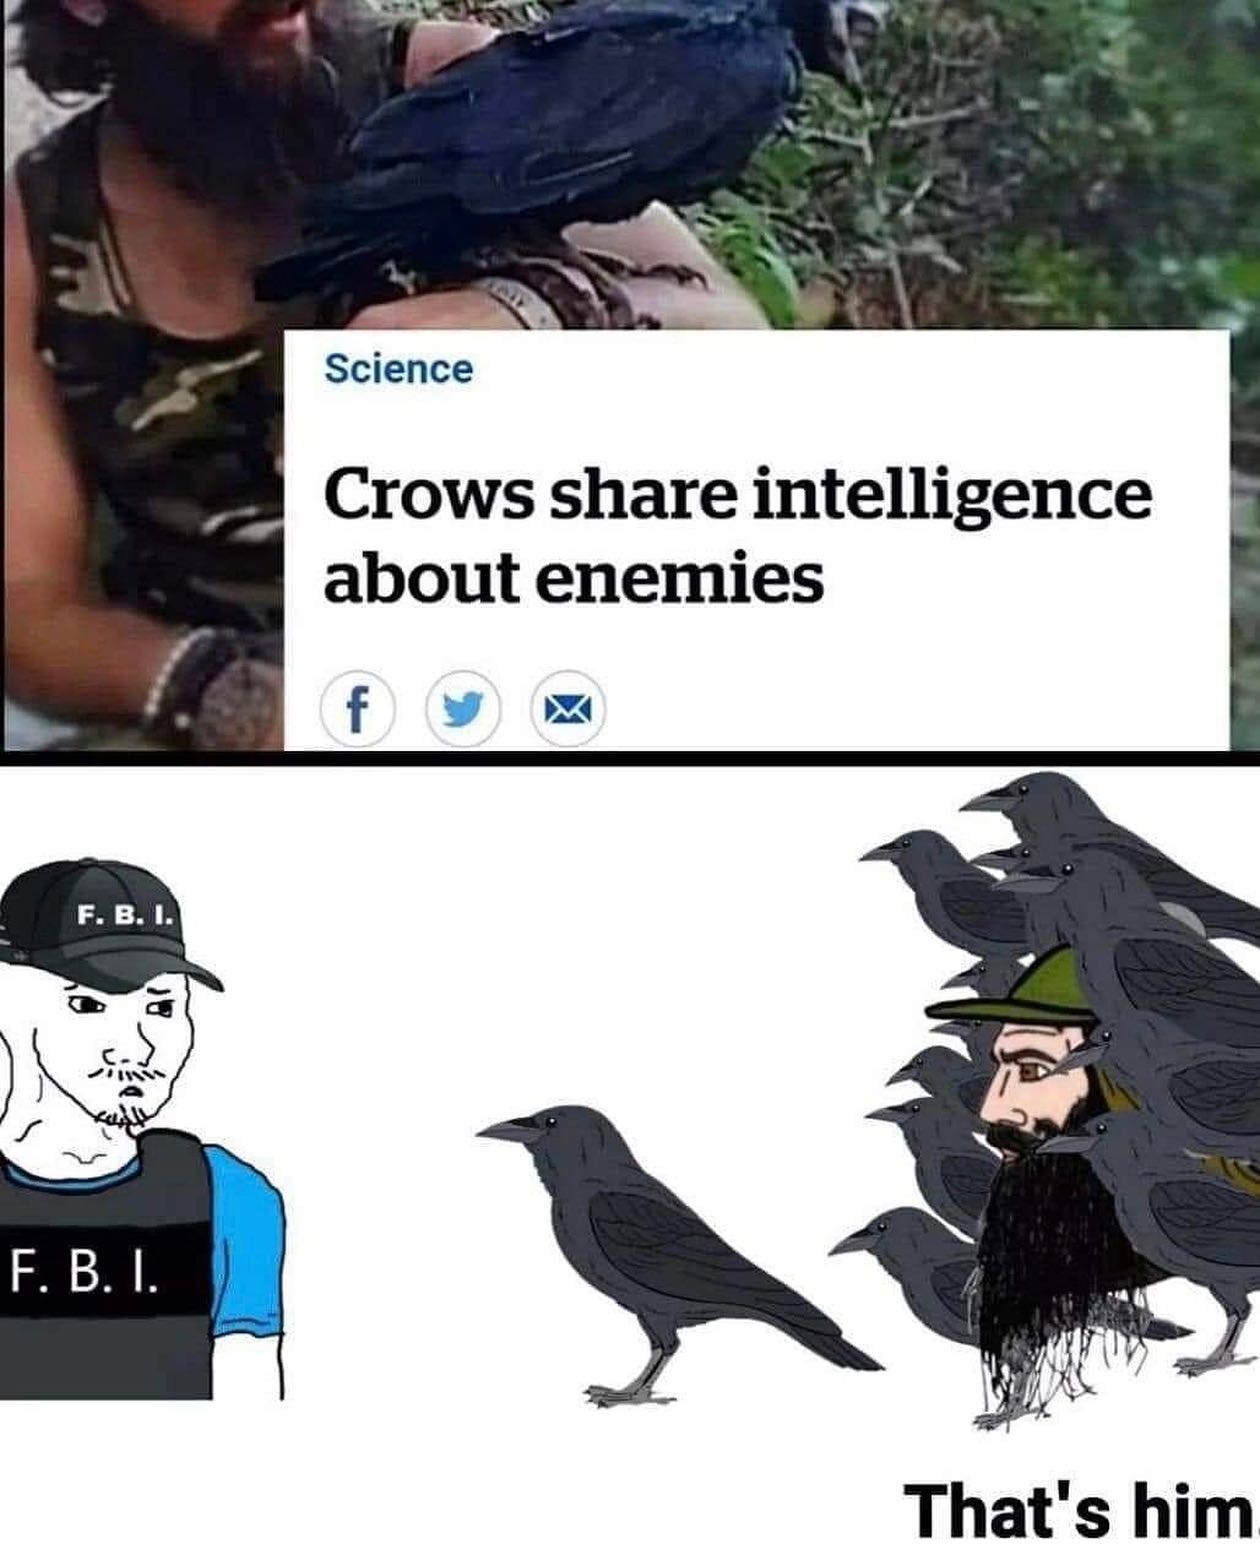 Science
Crows share intelligence
about enemies
f
F. B. I.
F. B. I.
That's him.